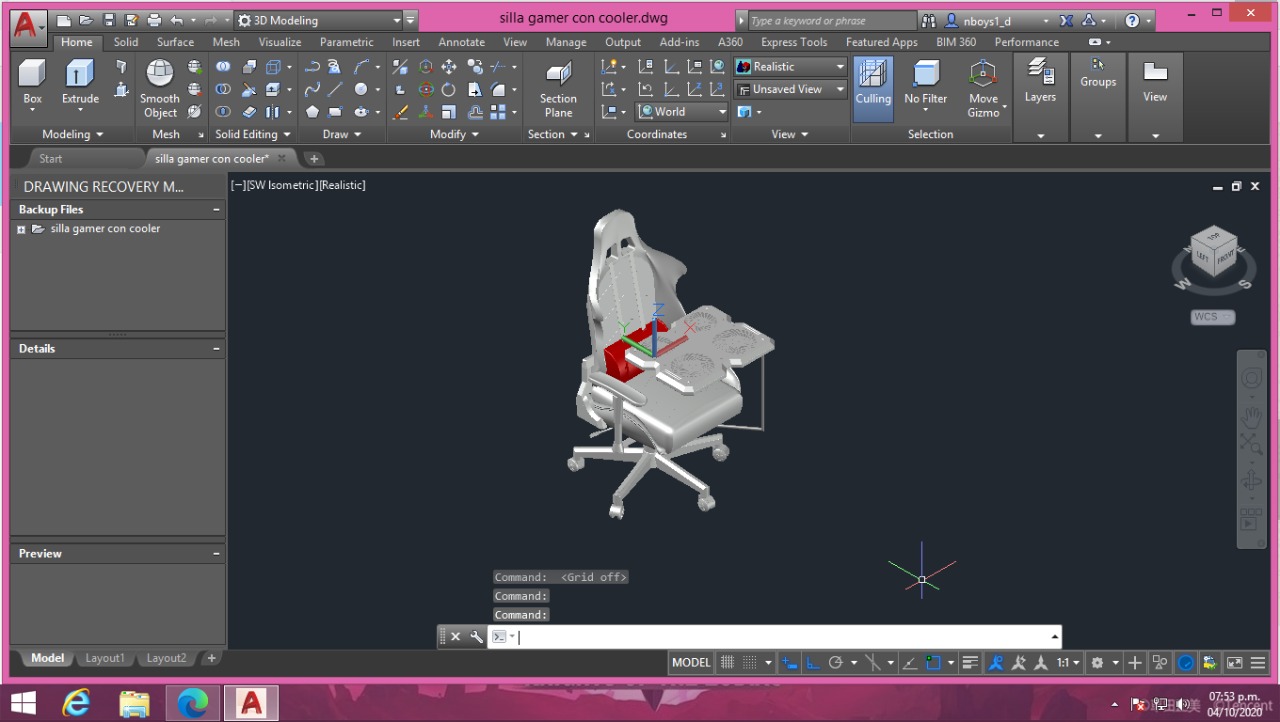 3D Modeling
silla gamer con cooler.dwg
Type a keyword or phrase
nboys1_d
Home Solid Surface Mesh Visualize Parametric Insert Annotate View Manage Output Add-ins A360 Express Tools Featured Apps BIM 360 Performance
Box
Extrude
Smooth
Object
Section
Plane
World
Realistic
Unsaved View
Culling
No Filter
Move
Gizmo
Layers
Groups
View
Modeling
Mesh
Solid Editing
Draw
Modify
Section
Coordinates
View
Selection
Start
silla gamer con cooler*
DRAWING RECOVERY M...
Backup Files
silla gamer con cooler
Details
Preview
[−][SW Isometric][Realistic]
Z
Y
X
TOP
LEFT
FRONT
W
S
E
WCS
Command: <Grid off>
Command:
Command:
Model
Layout1
Layout2
MODEL
1:1
07:53 p.m.
04/10/2020
©Tencent